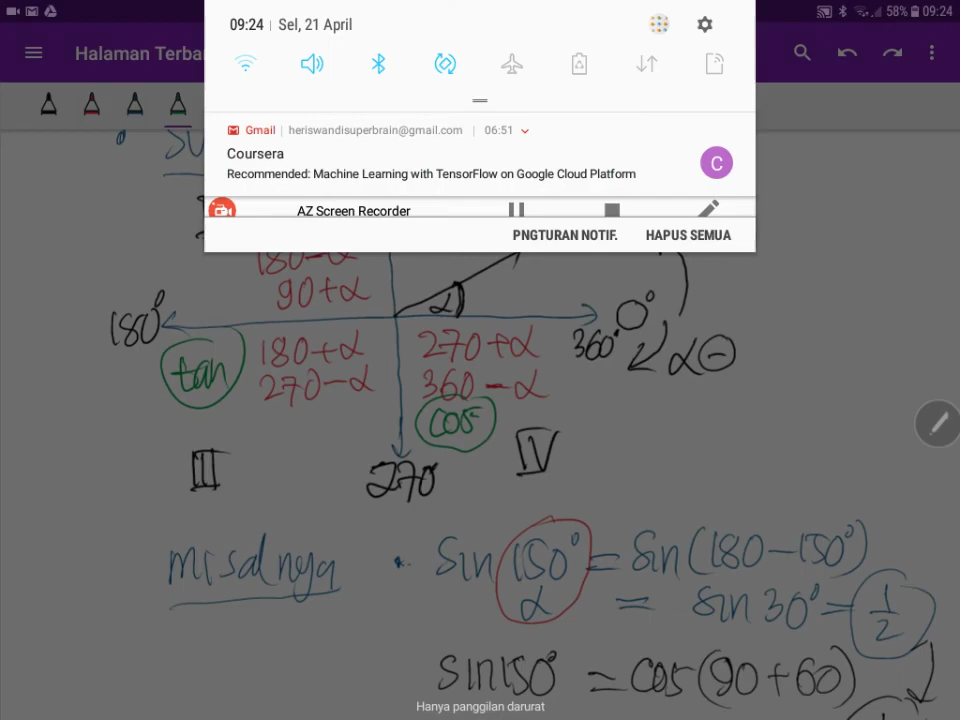 58% 09:24
09:24 Sel, 21 April
Halaman Terba
Gmail heriswandisuperbrain@gmail.com 06:51
Coursera
C
Recommended: Machine Learning with TensorFlow on Google Cloud Platform
AZ Screen Recorder
PNGTURAN NOTIF. HAPUS SEMUA
180-α
90+α
α
180° 0°
360° α(-)
tan 180+α 270+α
270-α 360-α
cos
III IV
270
misalnya . sin 150° = sin(180-150°)
α = sin 30° = 1/2
sin150° = cos(90+60)
Hanya panggilan darurat